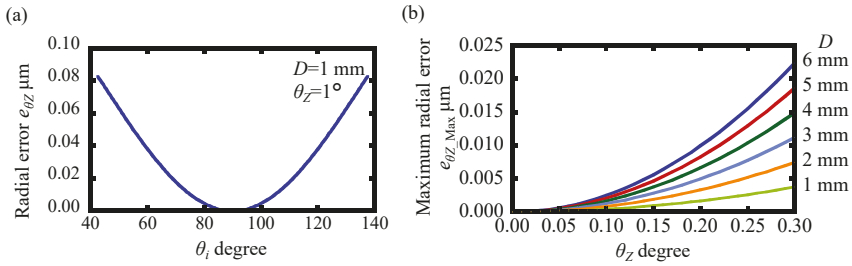 (a)
Radial error e_θZ μm
0.10
0.08
0.06
0.04
0.02
0.00
40
60
80
100
120
140
D=1 mm
θ_Z=1°
θ_i degree
(b)
Maximum radial error
e_θZ_Max μm
0.025
0.020
0.015
0.010
0.005
0.000
0.00
0.05
0.10
0.15
0.20
0.25
0.30
D
6 mm
5 mm
4 mm
3 mm
2 mm
1 mm
θ_Z degree